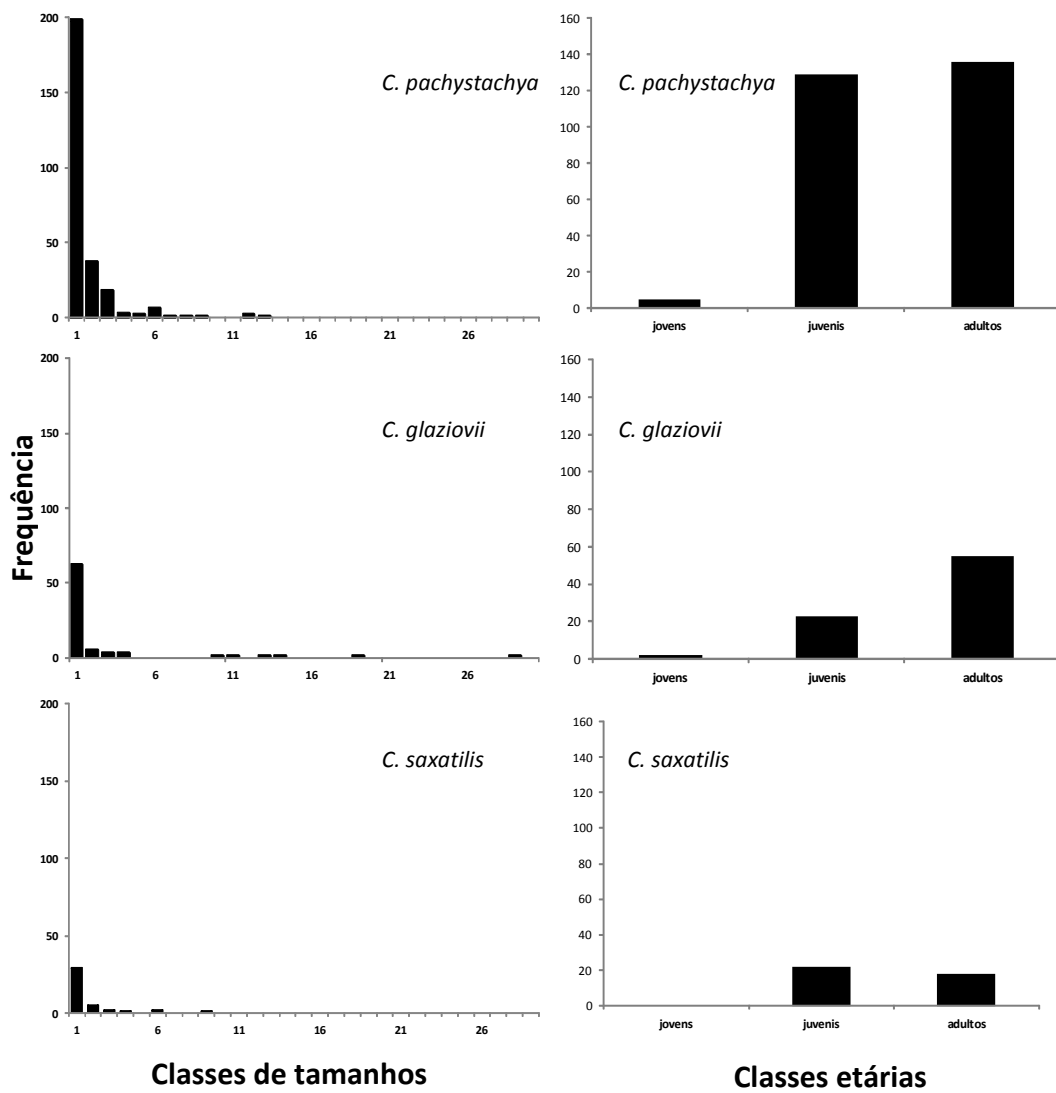 200
150
100
50
0
C. pachystachya
1 6 11 16 21 26
160
140
120
100
80
60
40
20
0
C. pachystachya
jovens juvenis adultos
Frequência
200
150
100
50
0
C. glaziovii
1 6 11 16 21 26
160
140
120
100
80
60
40
20
0
C. glaziovii
jovens juvenis adultos
200
150
100
50
0
C. saxatilis
1 6 11 16 21 26
160
140
120
100
80
60
40
20
0
C. saxatilis
jovens juvenis adultos
Classes de tamanhos
Classes etárias